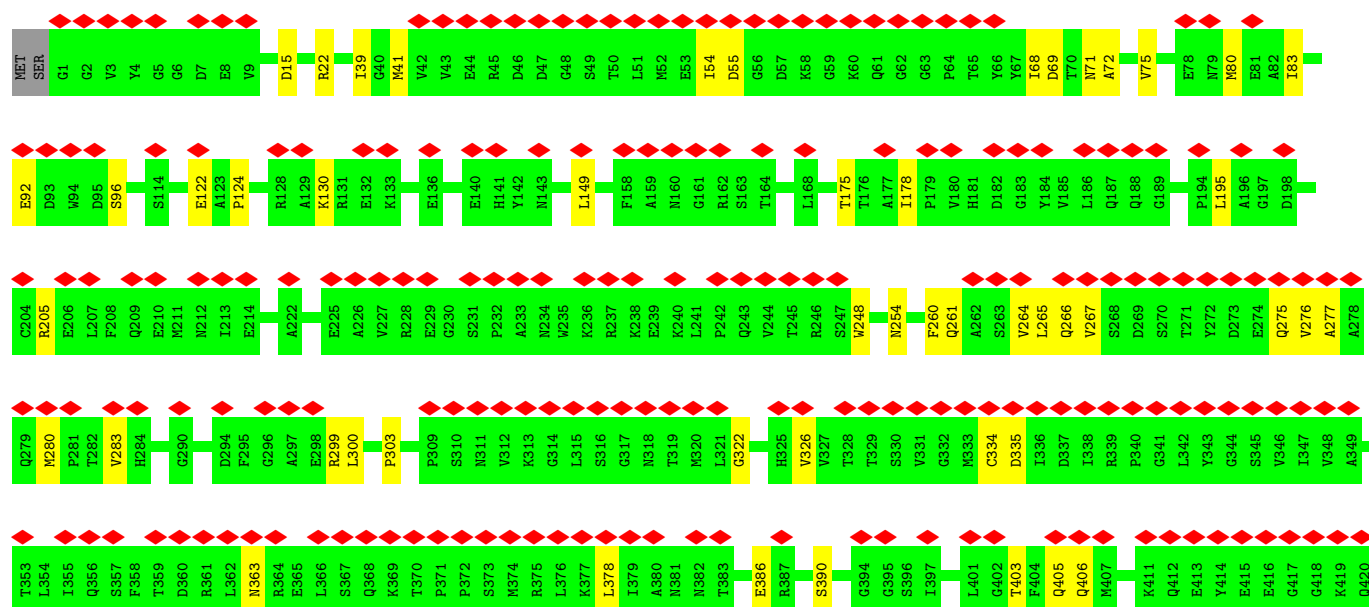 MET SER G1 G2 V3 Y4 G5 G6 D7 E8 V9 D15 R22 I39 G40 M41 V42 V43 E44 R45 D46 D47 G48 S49 T50 L51 M52 E53 I54 D55 G56 D57 K58 G59 K60 Q61 G62 G63 P64 T65 Y66 Y67 I68 D69 T70 N71 A72 V75 E78 N79 M80 E81 A82 I83
E92 D93 W94 D95 S96 S114 E122 A123 P124 R128 A129 K130 R131 E132 K133 E136 E140 H141 Y142 N143 L149 F158 A159 N160 G161 R162 S163 T164 L168 T175 T176 A177 I178 P179 V180 H181 D182 G183 Y184 V185 L186 Q187 Q188 G189 P194 L195 A196 G197 D198
C204 R205 E206 L207 F208 Q209 E210 M211 N212 I213 E214 A222 E225 A226 V227 R228 E229 G230 S231 P232 A233 N234 W235 K236 R237 K238 E239 K240 L241 P242 Q243 V244 T245 R246 S247 W248 N254 F260 Q261 A262 S263 V264 L265 Q266 V267 S268 D269 S270 T271 Y272 D273 E274 Q275 V276 A277 A278
Q279 M280 P281 T282 V283 H284 G290 D294 F295 G296 A297 E298 R299 L300 P303 P309 S310 N311 V312 K313 G314 L315 S316 G317 N318 T319 M320 L321 G322 H325 V326 V327 T328 T329 S330 V331 G332 M333 C334 D335 I336 D337 I338 R339 P340 G341 L342 Y343 G344 S345 V346 I347 V348 A349
T353 L354 I355 Q356 S357 F358 T359 D360 R361 L362 N363 R364 E365 L366 S367 Q368 K369 T370 P371 P372 S373 M374 R375 L376 K377 L378 I379 A380 N381 N382 T383 E386 R387 S390 G394 G395 S396 I397 L401 G402 T403 F404 Q405 Q406 M407 K411 Q412 E413 Y414 E415 E416 G417 G418 K419